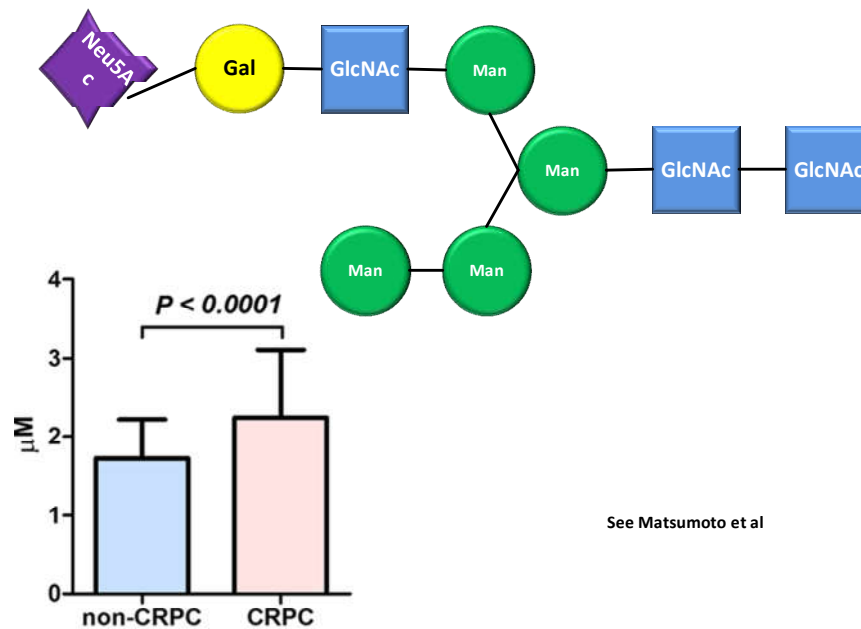 Neu5A
c
Gal
GlcNAc
Man
Man
GlcNAc
GlcNAc
Man
Man
4
P < 0.0001
3
μM
2
1
See Matsumoto et al
0
non-CRPC
CRPC